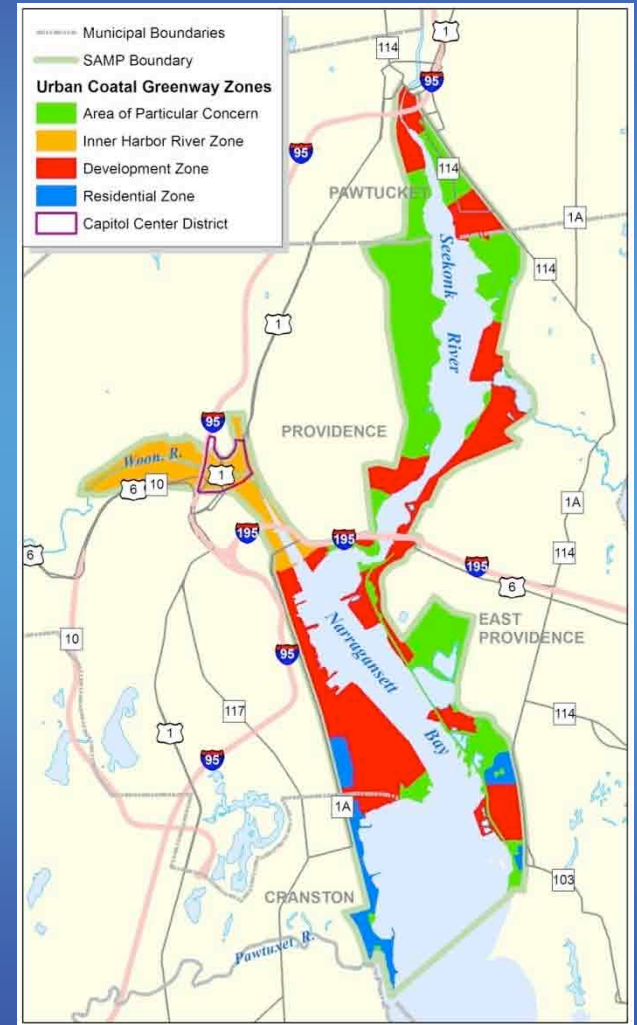 Municipal Boundaries
SAMP Boundary
Urban Coatal Greenway Zones
Area of Particular Concern
Inner Harbor River Zone
Development Zone
Residential Zone
Capitol Center District
1
114
95
95
114
PAWTUCKET
1A
114
Seekonk
River
1
95
PROVIDENCE
Woon. R.
1
6
10
1A
195
195
114
6
195
6
EAST
PROVIDENCE
10
95
Narragansett
Bay
117
114
1
95
1A
CRANSTON
103
Pawtuxet R.